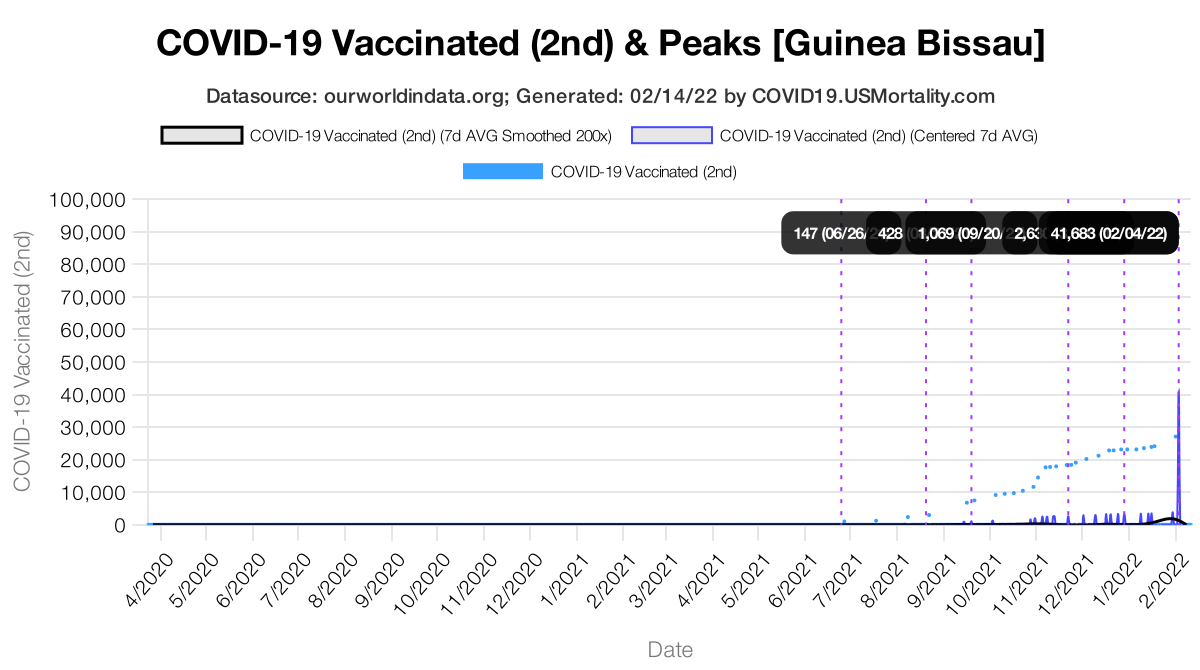 COVID-19 Vaccinated (2nd) & Peaks [Guinea Bissau]
Datasource: ourworldindata.org; Generated: 02/14/22 by COVID19.USMortality.com
COVID-19 Vaccinated (2nd) (7d AVG Smoothed 200x) COVID-19 Vaccinated (2nd) (Centered 7d AVG)
COVID-19 Vaccinated (2nd)
COVID-19 Vaccinated (2nd)
100,000
90,000
80,000
70,000
60,000
50,000
40,000
30,000
20,000
10,000
0
147 (06/26/ 428 1,069 (09/20/ 2,63 41,683 (02/04/22)
4/2020 5/2020 6/2020 7/2020 8/2020 9/2020 10/2020 11/2020 12/2020 1/2021 2/2021 3/2021 4/2021 5/2021 6/2021 7/2021 8/2021 9/2021 10/2021 11/2021 12/2021 1/2022 2/2022
Date